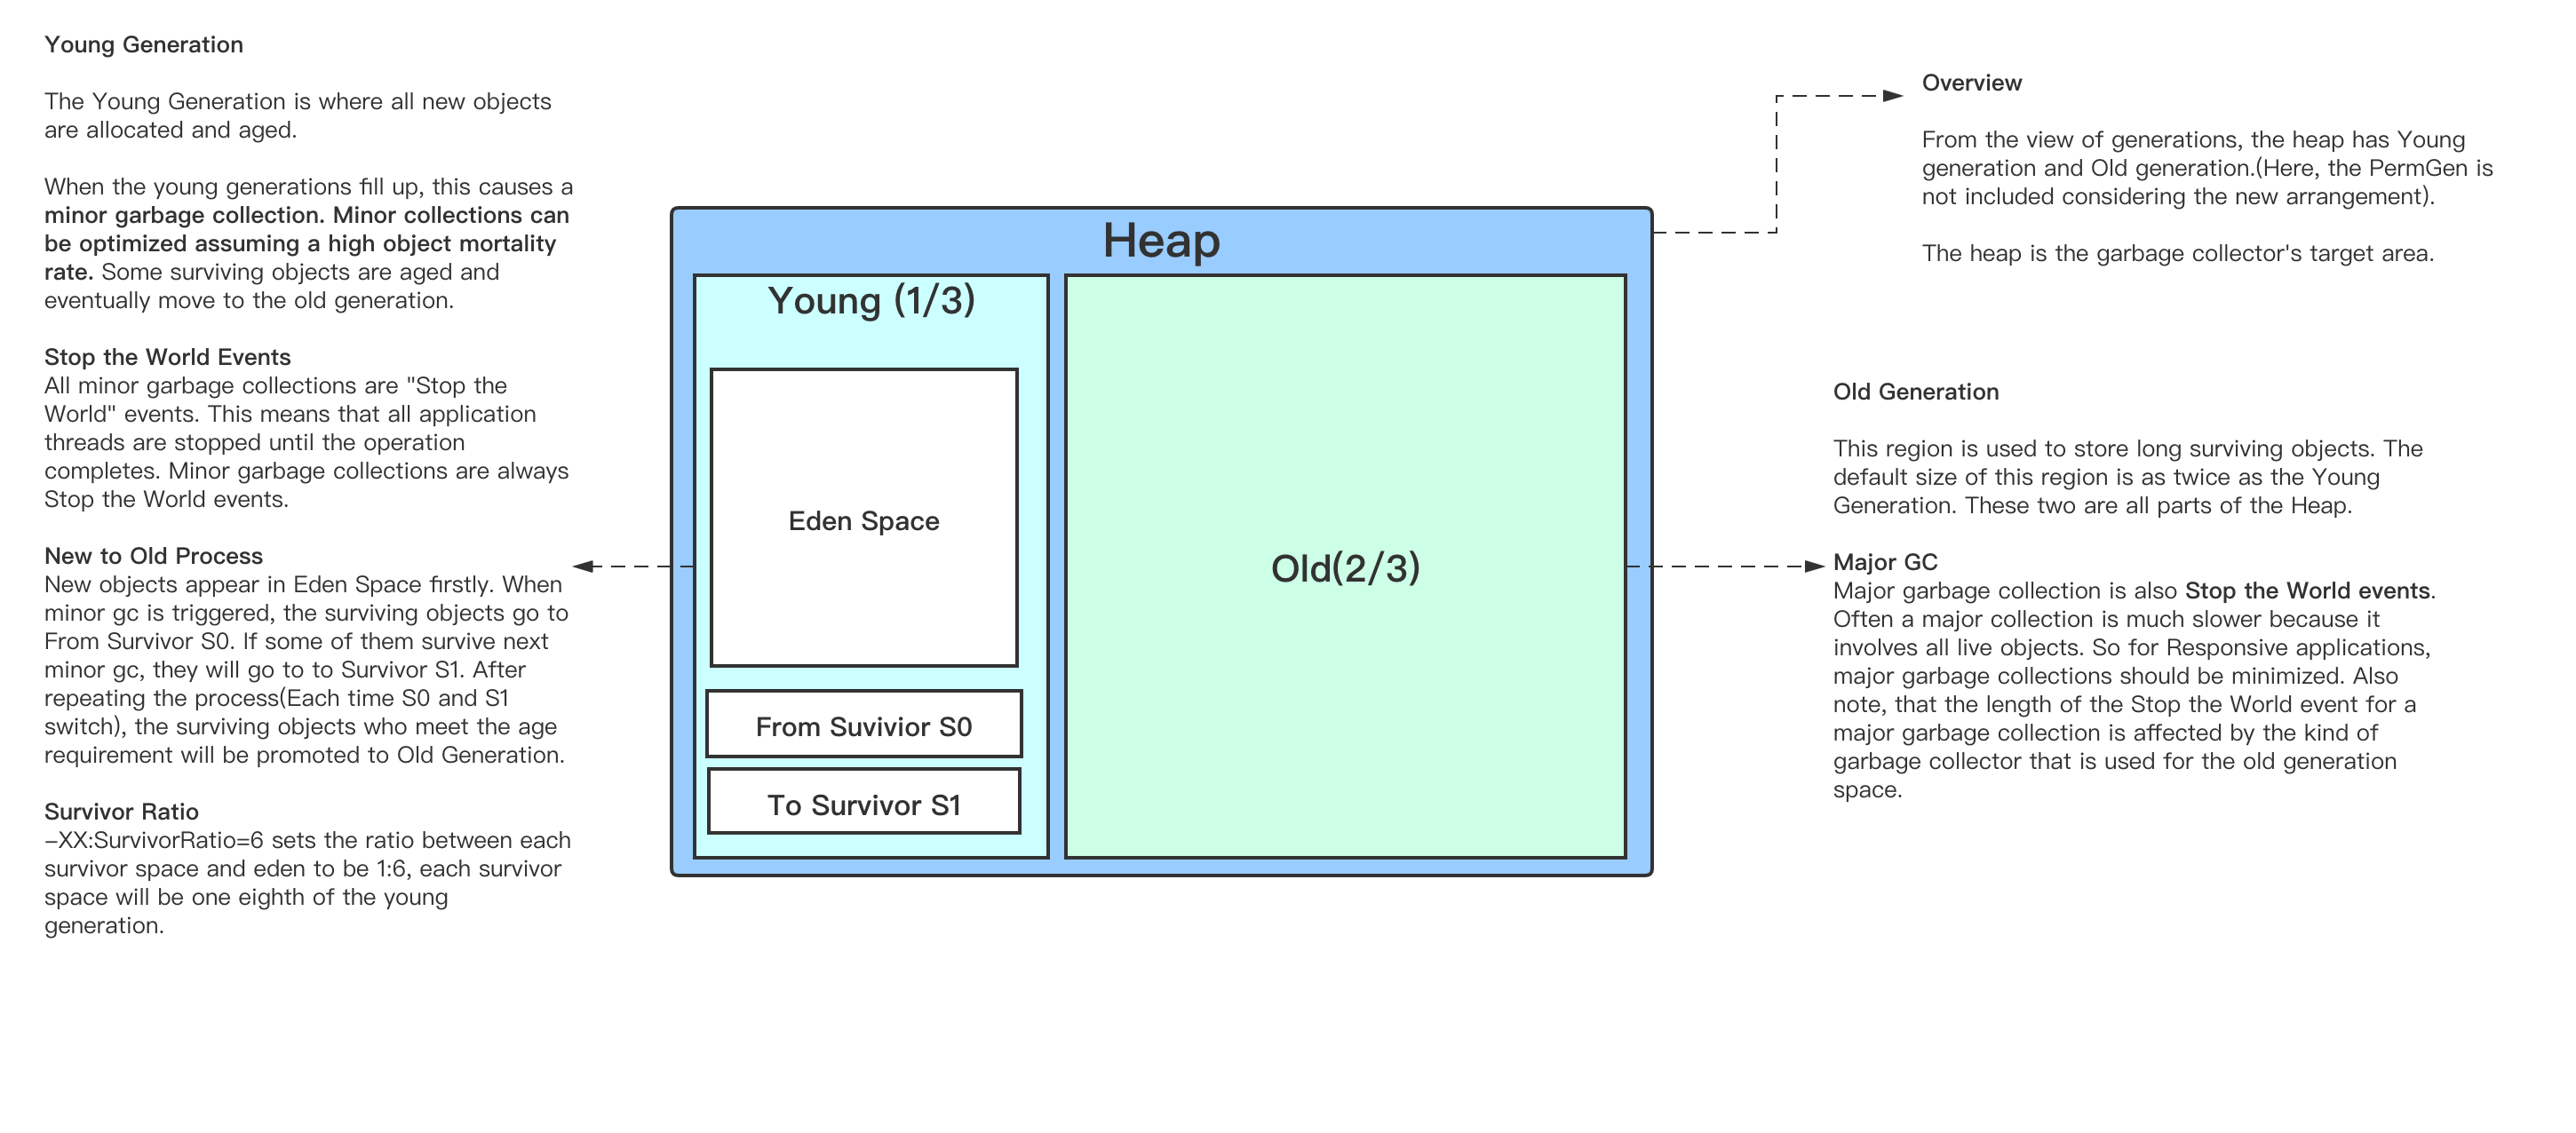 Young Generation
The Young Generation is where all new objects
are allocated and aged.
When the young generations fill up, this causes a
minor garbage collection. Minor collections can
be optimized assuming a high object mortality
rate. Some surviving objects are aged and
eventually move to the old generation.
Stop the World Events
All minor garbage collections are "Stop the
World" events. This means that all application
threads are stopped until the operation
completes. Minor garbage collections are always
Stop the World events.
New to Old Process
New objects appear in Eden Space firstly. When
minor gc is triggered, the surviving objects go to
From Survivor S0. If some of them survive next
minor gc, they will go to to Survivor S1. After
repeating the process(Each time S0 and S1
switch), the surviving objects who meet the age
requirement will be promoted to Old Generation.
Survivor Ratio
–XX:SurvivorRatio=6 sets the ratio between each
survivor space and eden to be 1:6, each survivor
space will be one eighth of the young
generation.
Heap
Young (1/3)
Eden Space
From Suvivior S0
To Survivor S1
Old(2/3)
Overview
From the view of generations, the heap has Young
generation and Old generation.(Here, the PermGen is
not included considering the new arrangement).
The heap is the garbage collector's target area.
Old Generation
This region is used to store long surviving objects. The
default size of this region is as twice as the Young
Generation. These two are all parts of the Heap.
Major GC
Major garbage collection is also Stop the World events.
Often a major collection is much slower because it
involves all live objects. So for Responsive applications,
major garbage collections should be minimized. Also
note, that the length of the Stop the World event for a
major garbage collection is affected by the kind of
garbage collector that is used for the old generation
space.